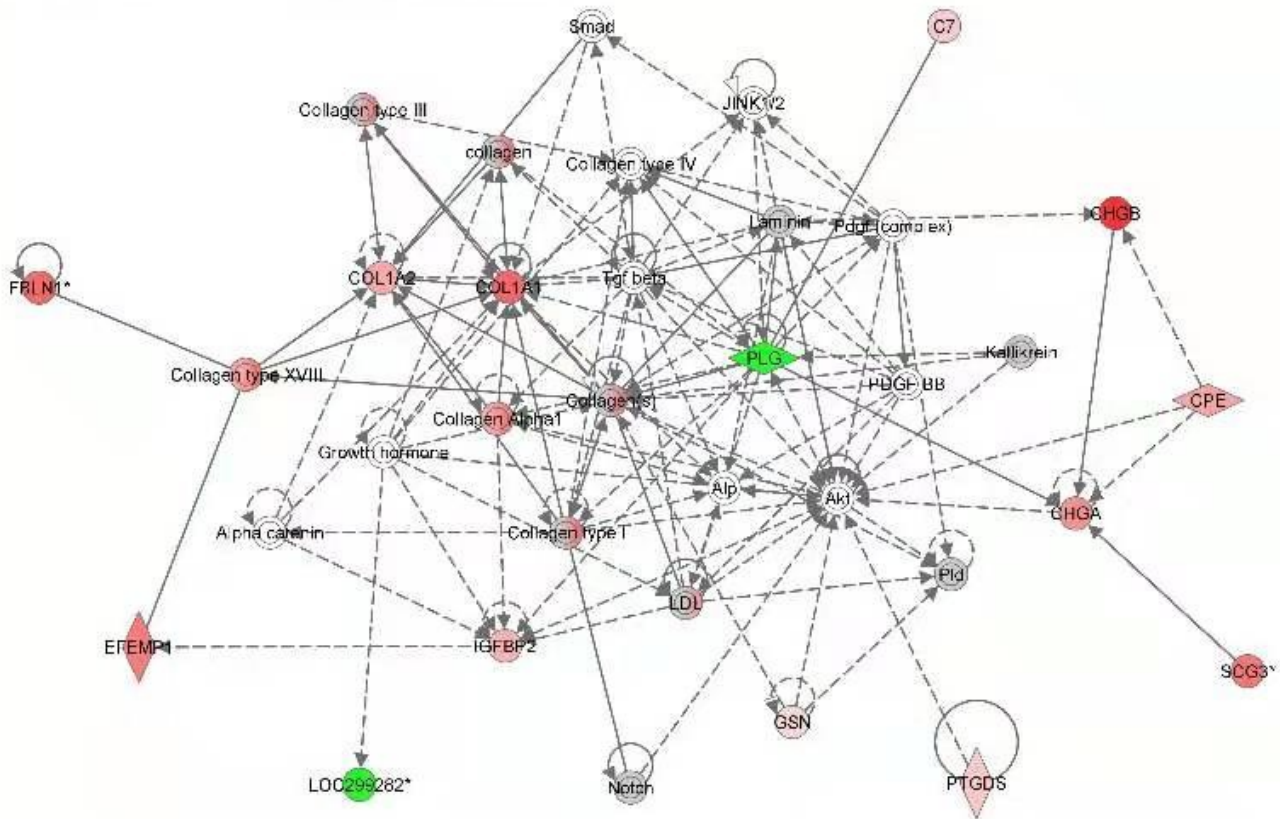 Smad
C7
Collagen type III
JINK1/2
collagen
Collagen type IV
Laminin
Pdgf (complex)
CHGB
COL1A2
COL1A1
Tgf beta
FBLN1*
PLG
Kallikrein
Collagen type XVIII
PDGF BB
Collagen(s)
CPE
Collagen Alpha1
Growth hormone
Alp
Akt
CHGA
Alpha catenin
Collagen type I
Pld
LDL
EFEMP1
IGFBP2
SCG3*
GSN
LOC299282*
Notch
PTGDS